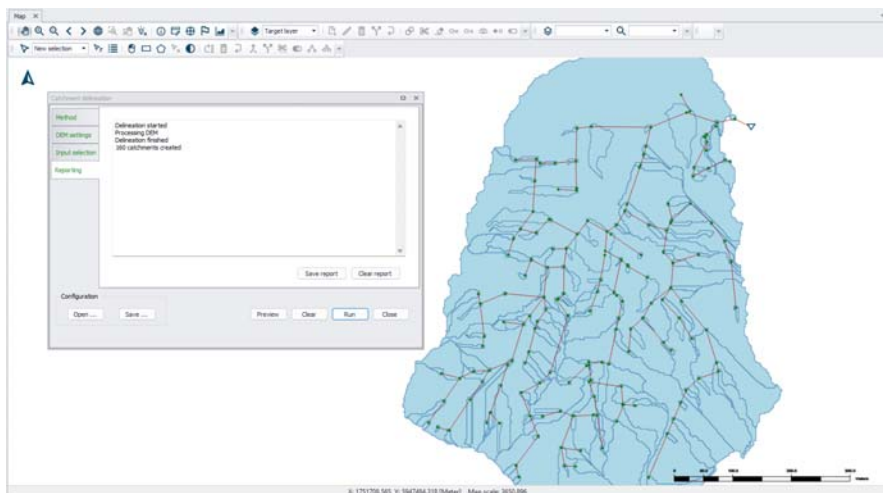 Map
Target layer
New selection
Catchment delineation
Method
DEM settings
Input selection
Reporting
Delineation started
Processing DEM
Delineation finished
160 catchments created
Save report
Clear report
Configuration
Open ...
Save ...
Preview
Clear
Run
Close